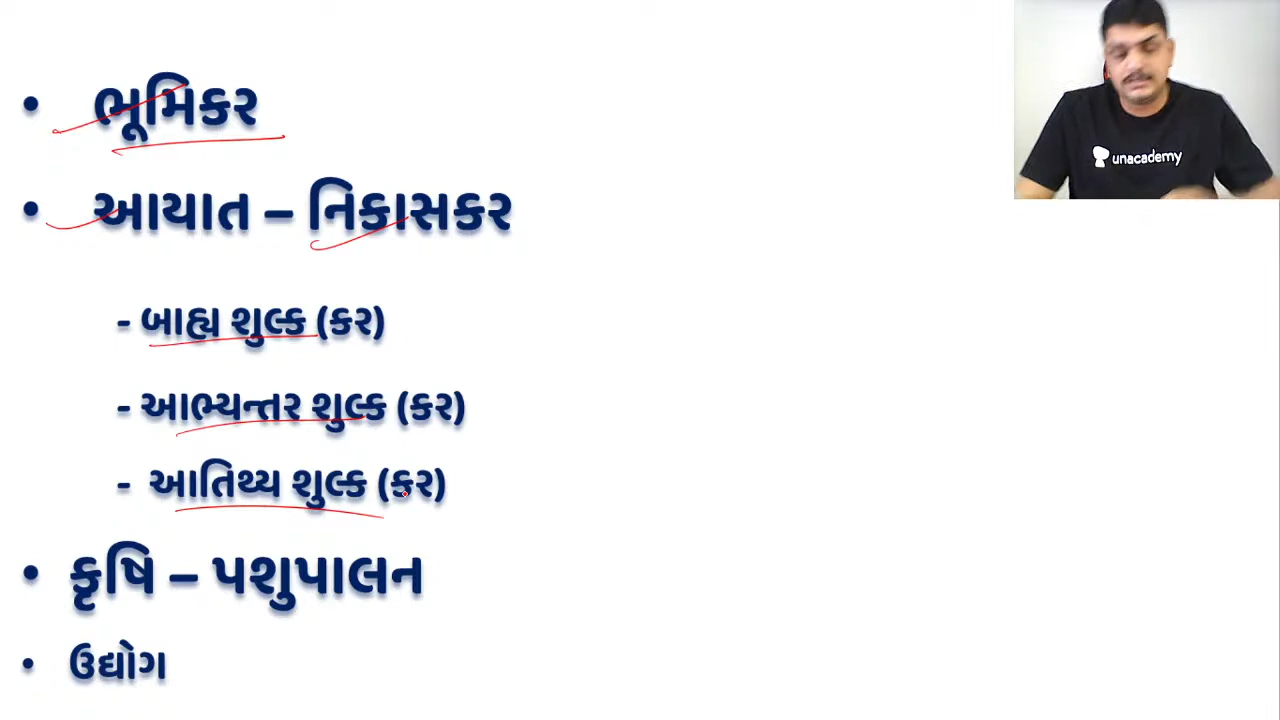 • ભૂમિકર
• આયાત – નિકાસકર
- બાહ્ય શુલ્ક (કર)
- આભ્યન્તર શુલ્ક (કર)
- આતિથ્ય શુલ્ક (કર)
• કૃષિ – પશુપાલન
• ઉદ્યોગ
unacademy